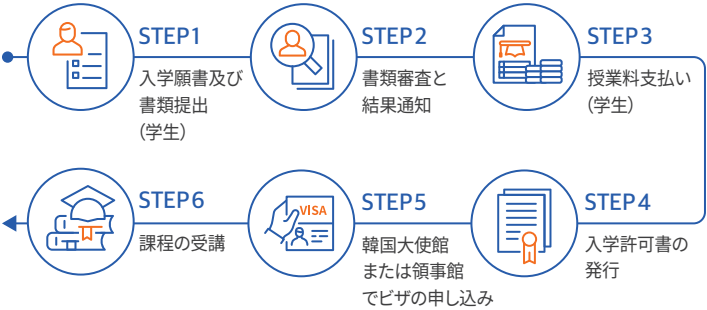 STEP1
入学願書及び
書類提出
(学生)
STEP2
書類審査と
結果通知
STEP3
授業料支払い
(学生)
STEP4
入学許可書の
発行
STEP5
韓国大使館
または領事館
でビザの申し込み
VISA
STEP6
課程の受講